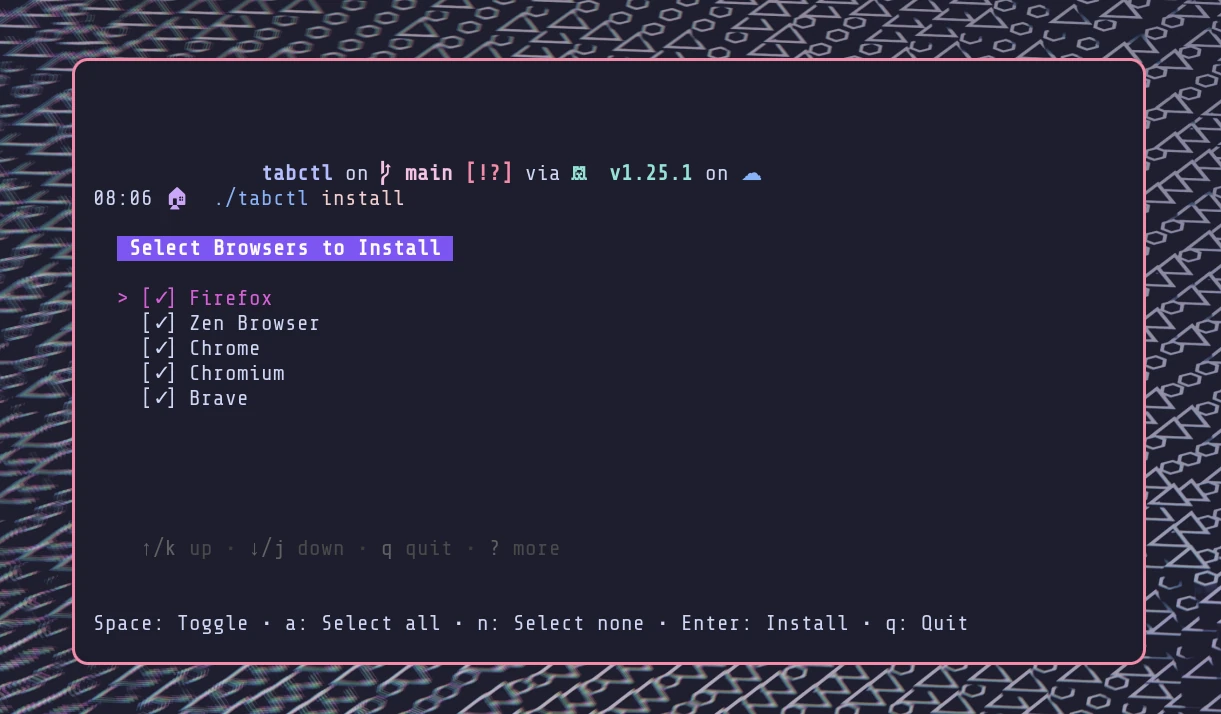 tabctl on main [!?] via v1.25.1 on
08:06 ./tabctl install
Select Browsers to Install
> [✓] Firefox
[✓] Zen Browser
[✓] Chrome
[✓] Chromium
[✓] Brave
↑/k up · ↓/j down · q quit · ? more
Space: Toggle · a: Select all · n: Select none · Enter: Install · q: Quit